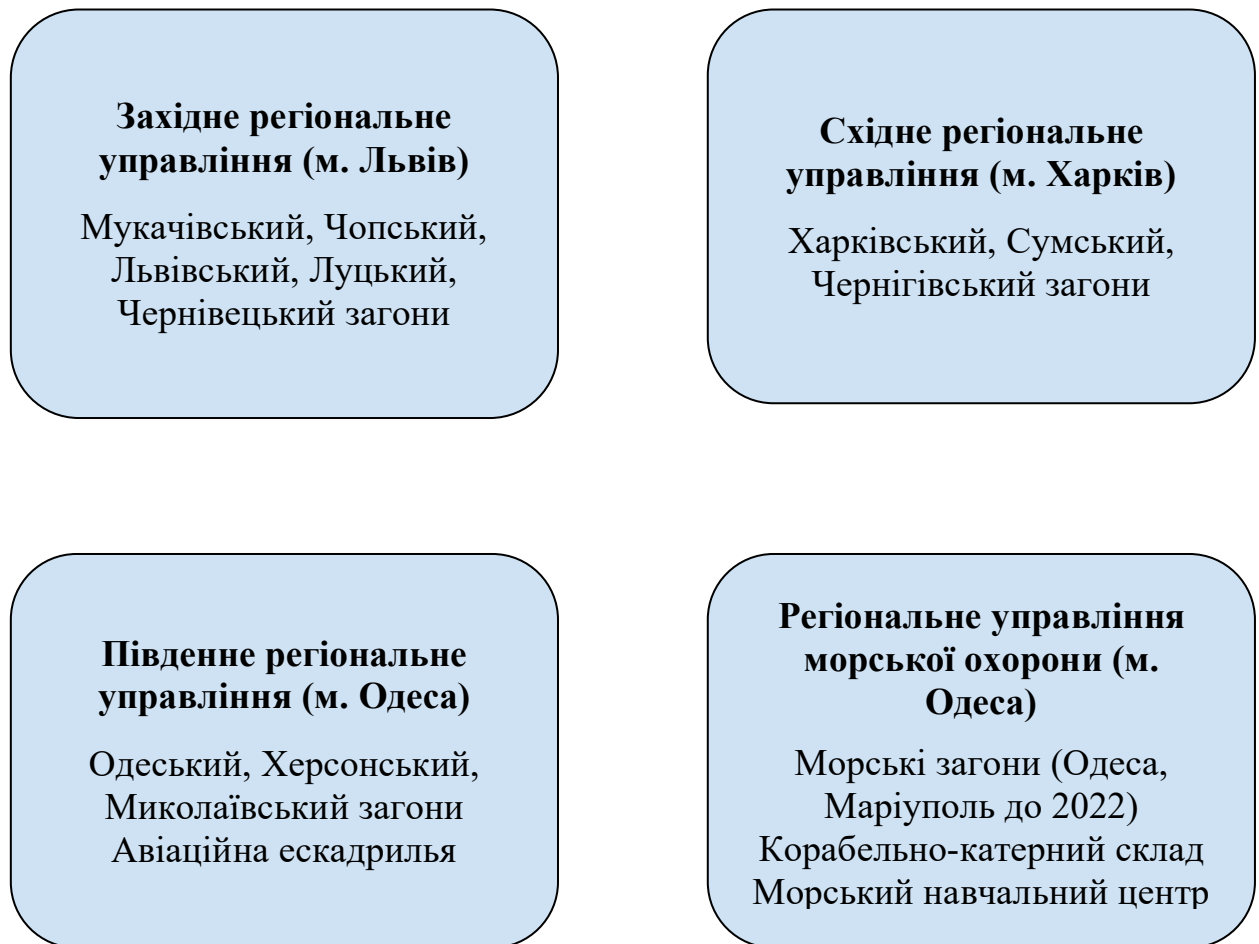 Західне регіональне
управління (м. Львів)
Мукачівський, Чопський,
Львівський, Луцький,
Чернівецький загони
Східне регіональне
управління (м. Харків)
Харківський, Сумський,
Чернігівський загони
Південне регіональне
управління (м. Одеса)
Одеський, Херсонський,
Миколаївський загони
Авіаційна ескадрилья
Регіональне управління
морської охорони (м.
Одеса)
Морські загони (Одеса,
Маріуполь до 2022)
Корабельно-катерний склад
Морський навчальний центр